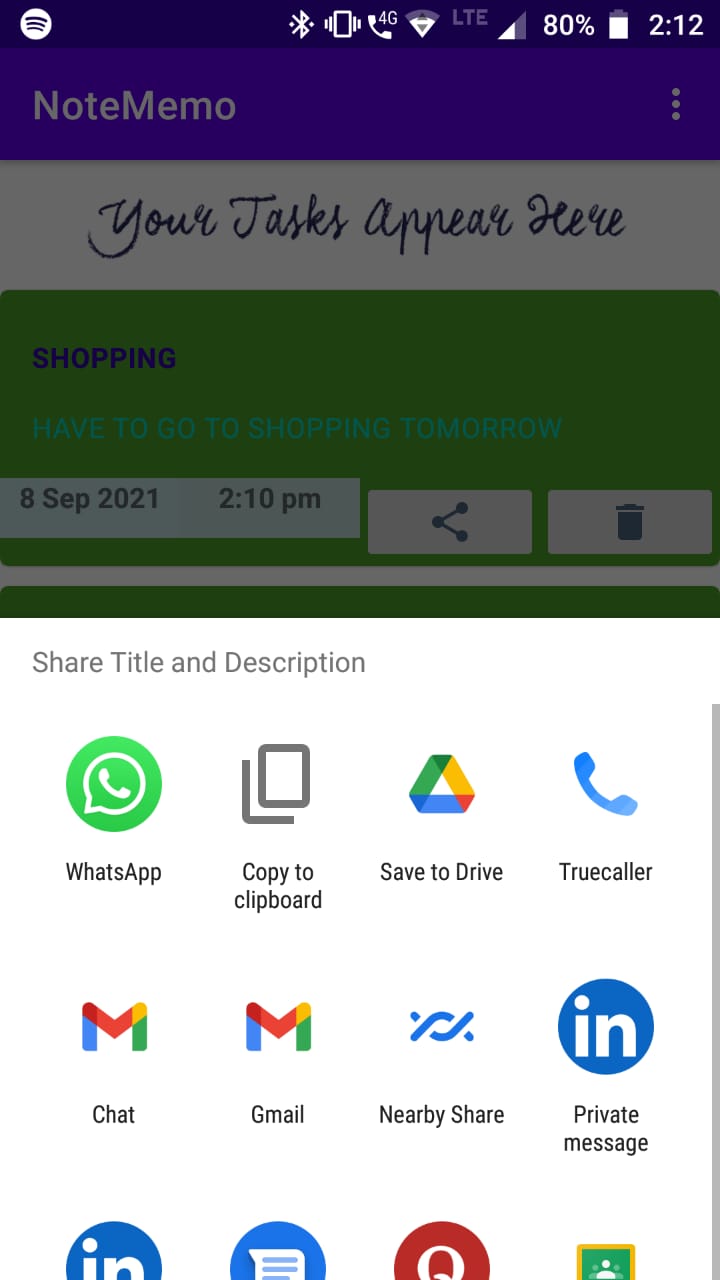 4G LTE 80% 2:12
NoteMemo
Your Tasks Appear Here
SHOPPING
HAVE TO GO TO SHOPPING TOMORROW
8 Sep 2021 2:10 pm
Share Title and Description
WhatsApp Copy to clipboard Save to Drive Truecaller
in
Chat Gmail Nearby Share Private message
in